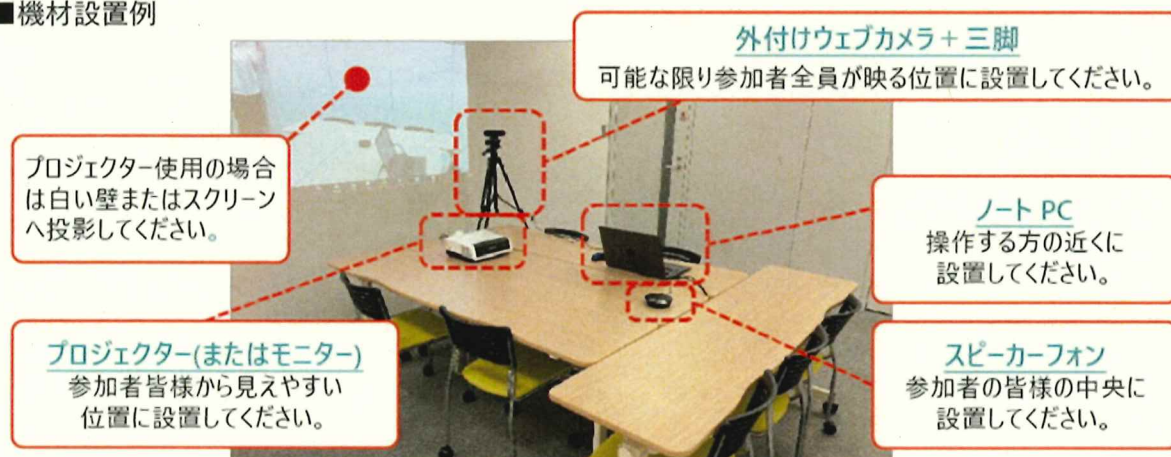 ■機材設置例
外付けウェブカメラ + 三脚
可能な限り参加者全員が映る位置に設置してください。
プロジェクター使用の場合
は白い壁またはスクリーン
へ投影してください。
ノート PC
操作する方の近くに
設置してください。
プロジェクター(またはモニター)
参加者皆様から見えやすい
位置に設置してください。
スピーカーフォン
参加者の皆様の中央に
設置してください。